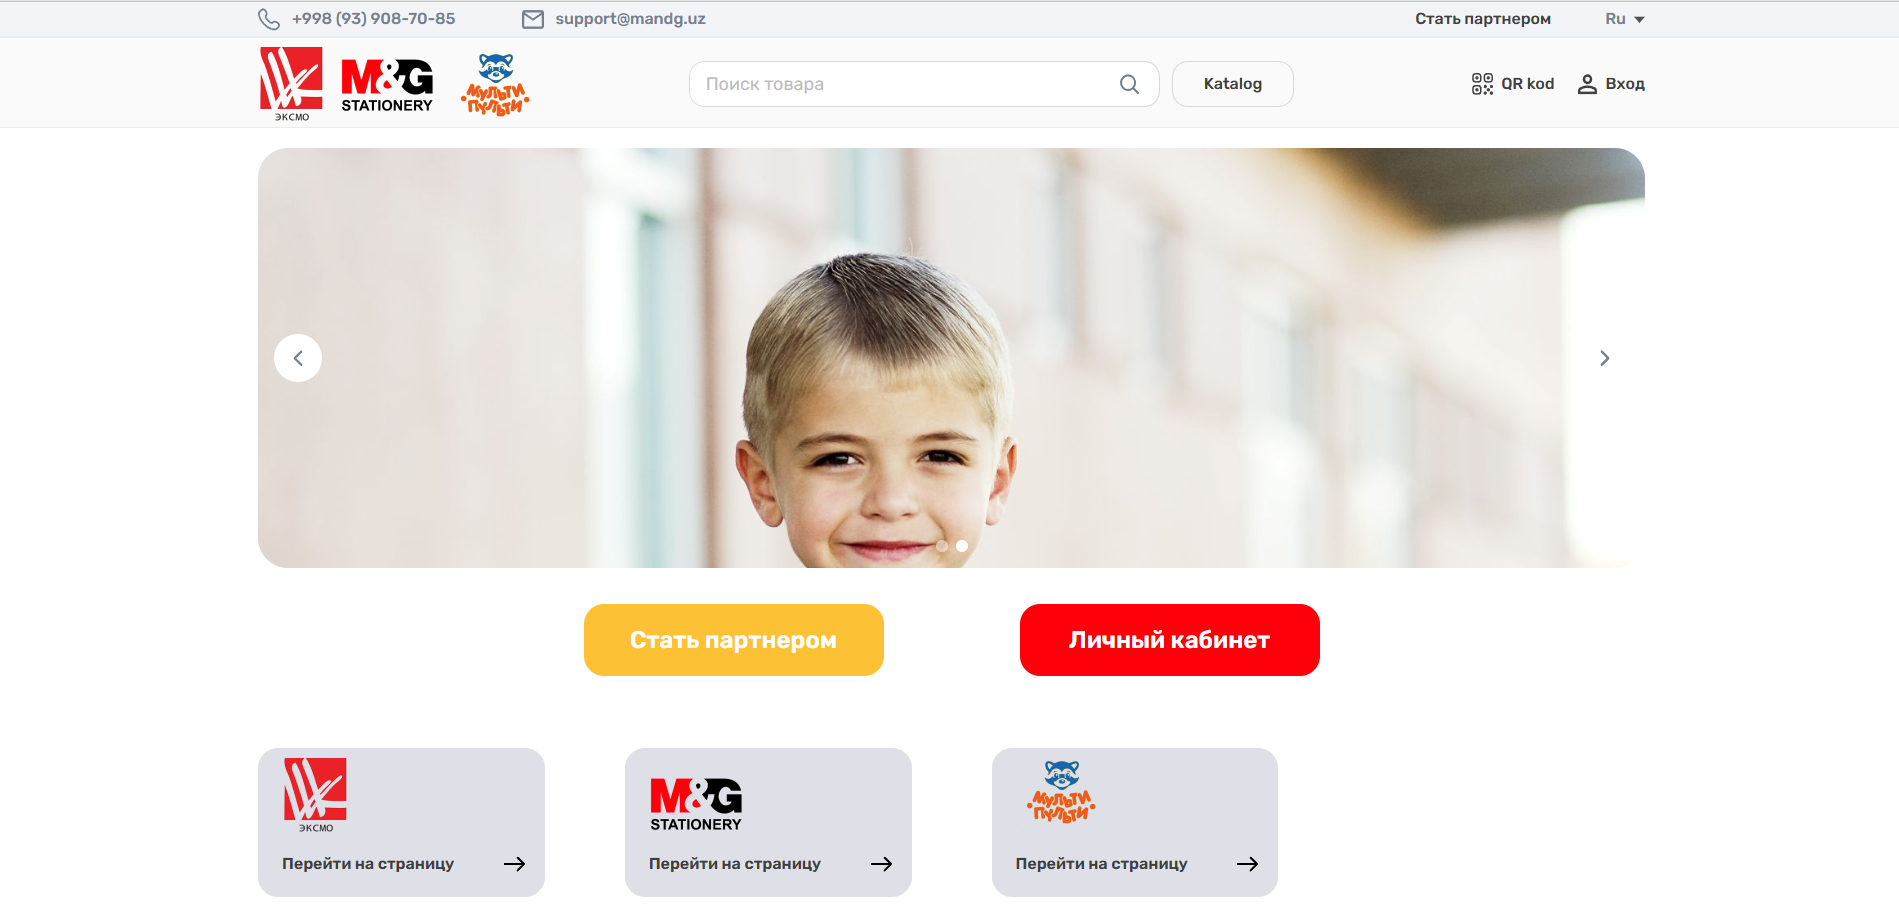 +998 (93) 908-70-85
support@mandg.uz
Стать партнером
Ru
ЭКСМО
M&G
STATIONERY
МУЛЬТИ
ПУЛЬТИ
Поиск товара
Katalog
QR kod
Вход
Стать партнером
Личный кабинет
ЭКСМО
Перейти на страницу
M&G
STATIONERY
Перейти на страницу
МУЛЬТИ
ПУЛЬТИ
Перейти на страницу